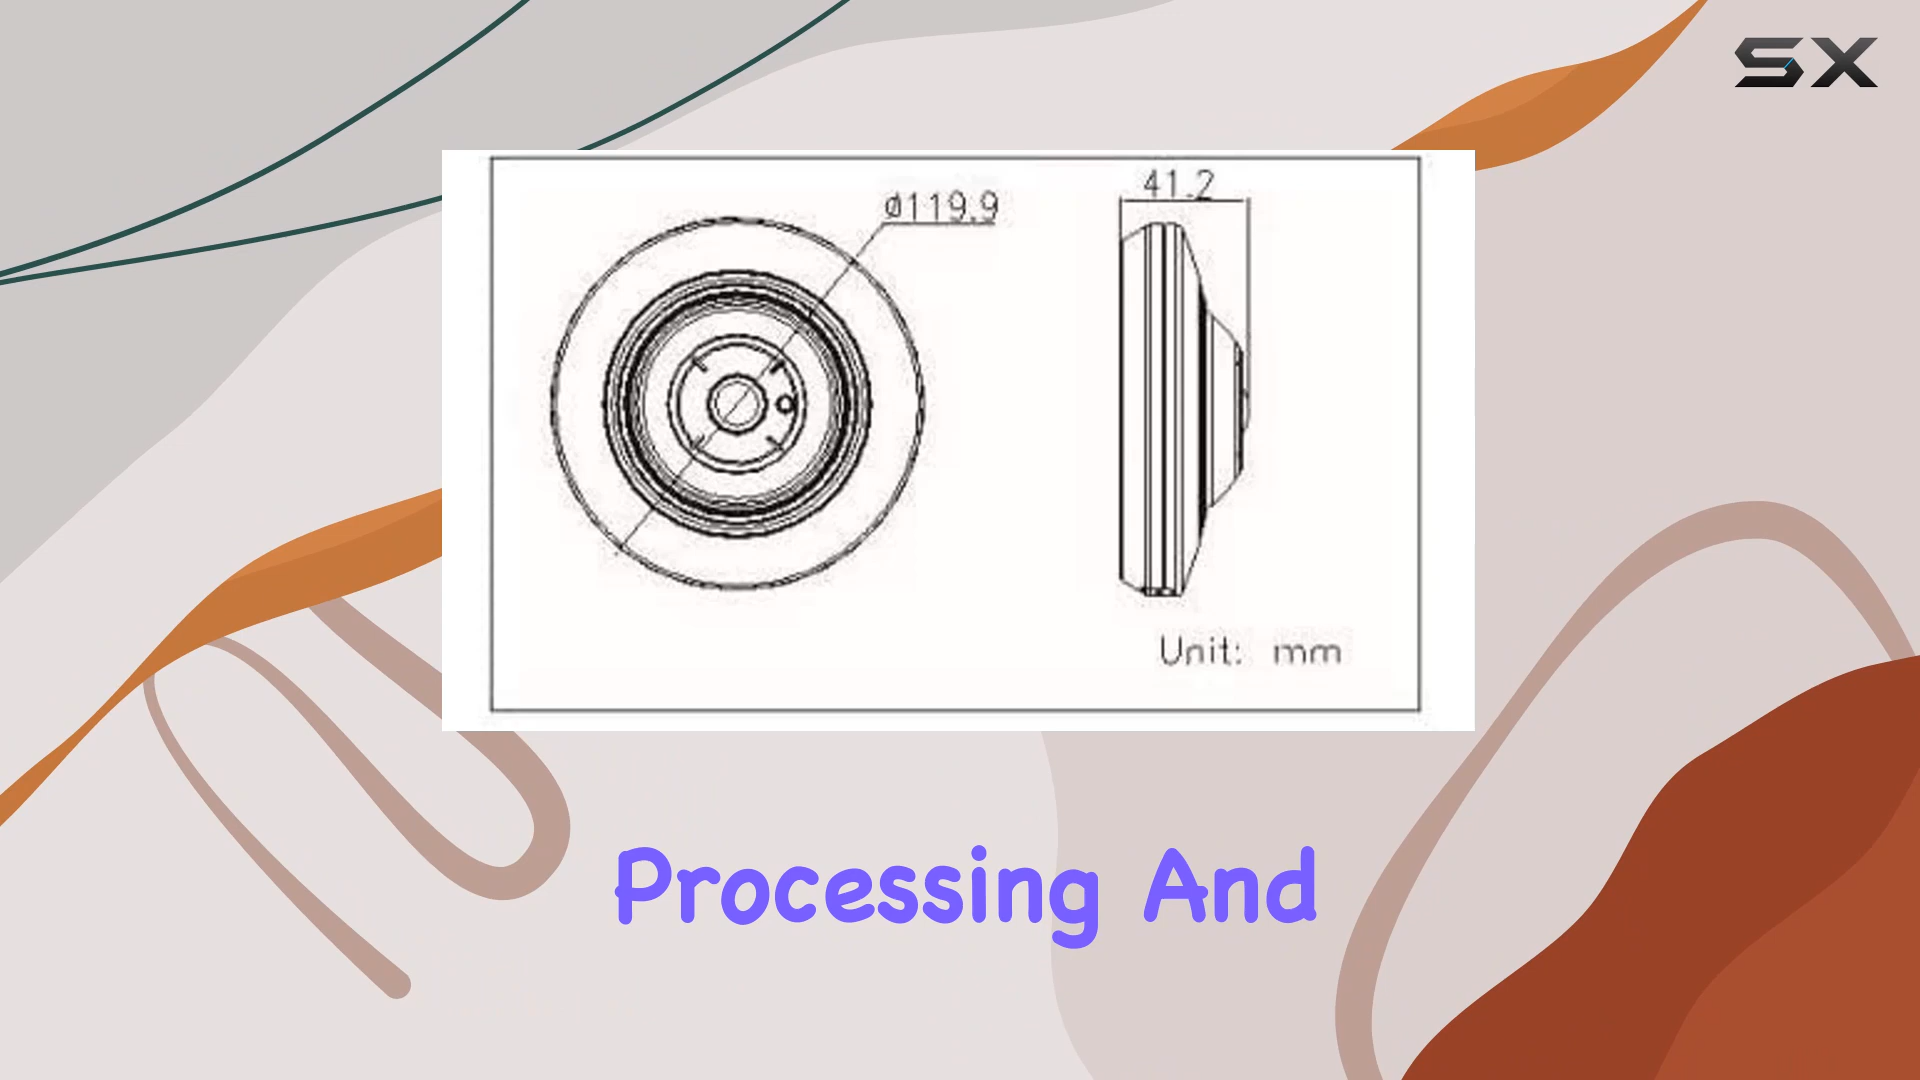 SX
ø119.9
41.2
Unit: mm
Processing And